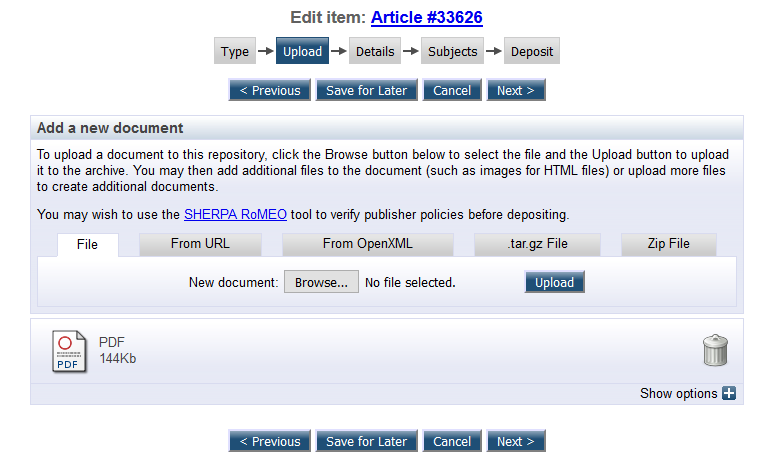 Edit item: Article #33626
Type Upload Details Subjects Deposit
< Previous Save for Later Cancel Next >
Add a new document
To upload a document to this repository, click the Browse button below to select the file and the Upload button to upload
it to the archive. You may then add additional files to the document (such as images for HTML files) or upload more files
to create additional documents.
You may wish to use the SHERPA RoMEO tool to verify publisher policies before depositing.
File From URL From OpenXML .tar.gz File Zip File
New document: Browse... No file selected. Upload
PDF
144Kb
PDF
Show options
< Previous Save for Later Cancel Next >